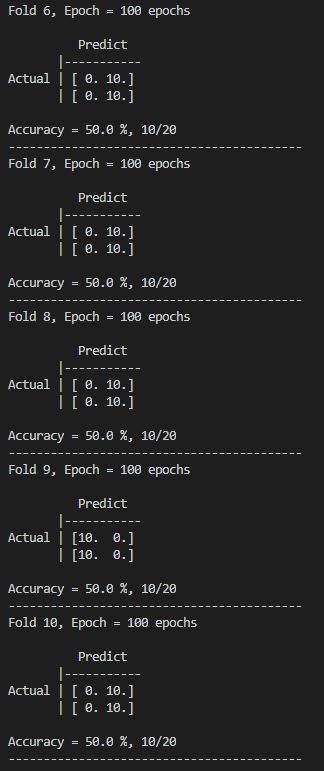 Fold 6, Epoch = 100 epochs
Predict
|-----------
Actual | [ 0. 10.]
| [ 0. 10.]
Accuracy = 50.0 %, 10/20
------------------------------------------
Fold 7, Epoch = 100 epochs
Predict
|-----------
Actual | [ 0. 10.]
| [ 0. 10.]
Accuracy = 50.0 %, 10/20
------------------------------------------
Fold 8, Epoch = 100 epochs
Predict
|-----------
Actual | [ 0. 10.]
| [ 0. 10.]
Accuracy = 50.0 %, 10/20
------------------------------------------
Fold 9, Epoch = 100 epochs
Predict
|-----------
Actual | [10.  0.]
| [10.  0.]
Accuracy = 50.0 %, 10/20
------------------------------------------
Fold 10, Epoch = 100 epochs
Predict
|-----------
Actual | [ 0. 10.]
| [ 0. 10.]
Accuracy = 50.0 %, 10/20
------------------------------------------